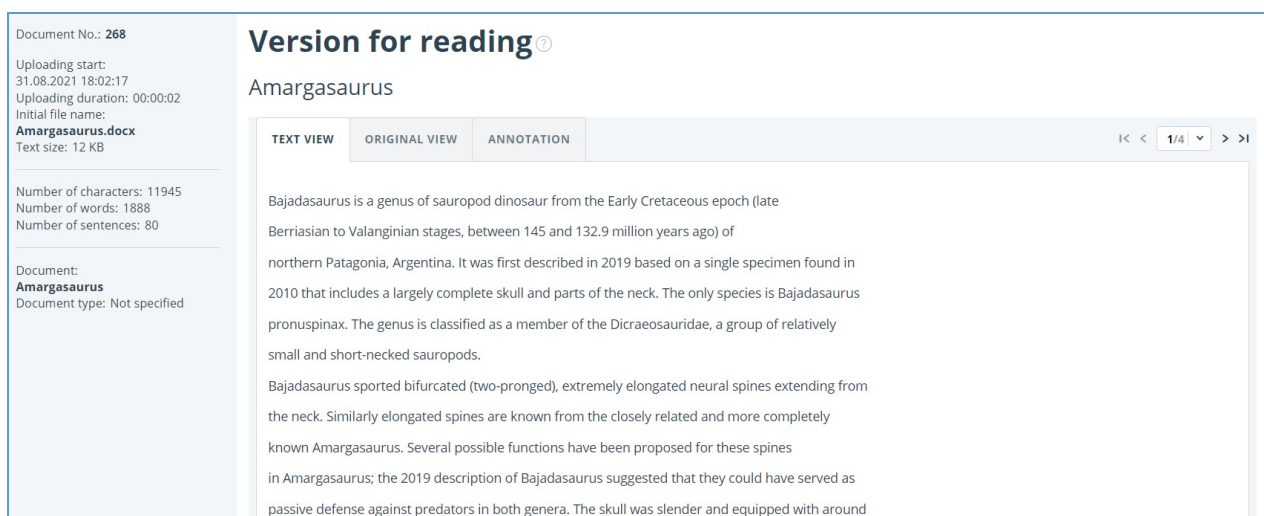 Document No.: 268
Uploading start:
31.08.2021 18:02:17
Uploading duration: 00:00:02
Initial file name:
Amargasaurus.docx
Text size: 12 KB
Number of characters: 11945
Number of words: 1888
Number of sentences: 80
Document:
Amargasaurus
Document type: Not specified
Version for reading ?
Amargasaurus
TEXT VIEW ORIGINAL VIEW ANNOTATION 1/4
Bajadasaurus is a genus of sauropod dinosaur from the Early Cretaceous epoch (late
Berriasian to Valanginian stages, between 145 and 132.9 million years ago) of
northern Patagonia, Argentina. It was first described in 2019 based on a single specimen found in
2010 that includes a largely complete skull and parts of the neck. The only species is Bajadasaurus
pronuspinax. The genus is classified as a member of the Dicraeosauridae, a group of relatively
small and short-necked sauropods.
Bajadasaurus sported bifurcated (two-pronged), extremely elongated neural spines extending from
the neck. Similarly elongated spines are known from the closely related and more completely
known Amargasaurus. Several possible functions have been proposed for these spines
in Amargasaurus; the 2019 description of Bajadasaurus suggested that they could have served as
passive defense against predators in both genera. The skull was slender and equipped with around